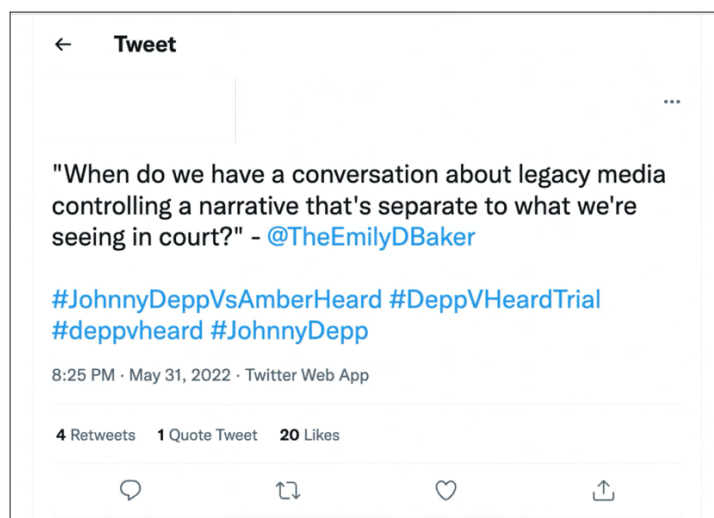 Tweet
"When do we have a conversation about legacy media
controlling a narrative that's separate to what we're
seeing in court?" - @TheEmilyDBaker
#JohnnyDeppVsAmberHeard #DeppVHeardTrial
#deppvheard #JohnnyDepp
8:25 PM · May 31, 2022 · Twitter Web App
4 Retweets 1 Quote Tweet 20 Likes